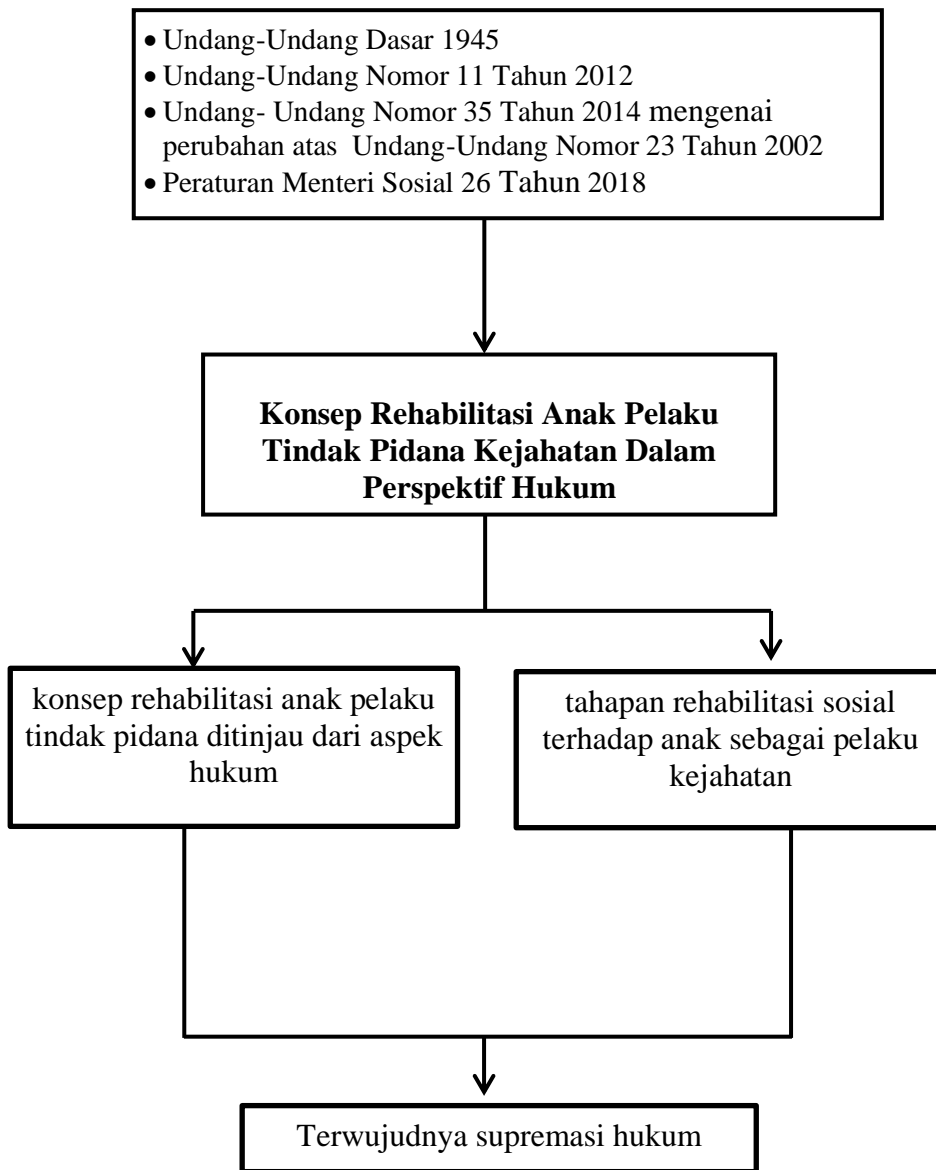 • Undang-Undang Dasar 1945
• Undang-Undang Nomor 11 Tahun 2012
• Undang- Undang Nomor 35 Tahun 2014 mengenai
perubahan atas Undang-Undang Nomor 23 Tahun 2002
• Peraturan Menteri Sosial 26 Tahun 2018
Konsep Rehabilitasi Anak Pelaku
Tindak Pidana Kejahatan Dalam
Perspektif Hukum
konsep rehabilitasi anak pelaku
tindak pidana ditinjau dari aspek
hukum
tahapan rehabilitasi sosial
terhadap anak sebagai pelaku
kejahatan
Terwujudnya supremasi hukum